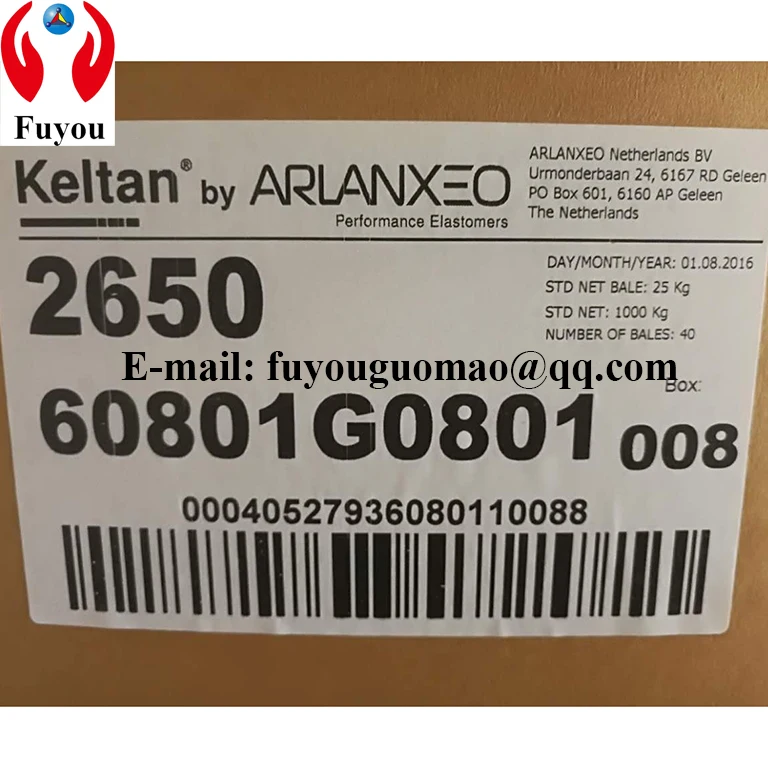 Fuyou
Keltan® by ARLANXEO
Performance Elastomers
ARLANXEO Netherlands BV
Urmonderbaan 24, 6167 RD Geleen
PO Box 601, 6160 AP Geleen
The Netherlands
2650
DAY/MONTH/YEAR: 01.08.2016
STD NET BALE: 25 Kg
STD NET: 1000 Kg
NUMBER OF BALES: 40
E-mail: fuyouguomao@qq.com
Box:
60801G0801 008
00040527936080110088